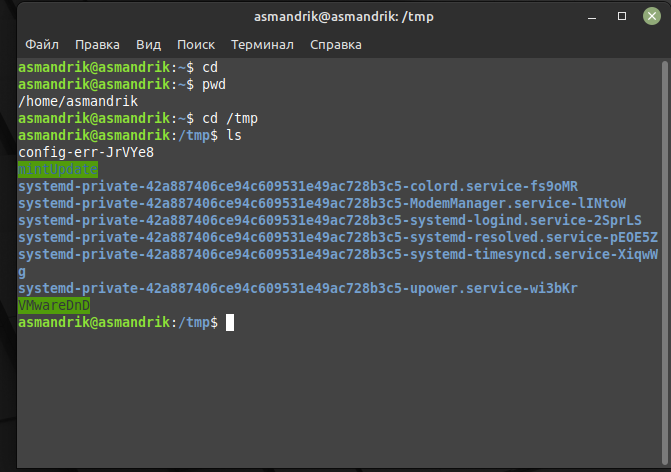 asmandrik@asmandrik: /tmp
Файл Правка Вид Поиск Терминал Справка
asmandrik@asmandrik:~$ cd
asmandrik@asmandrik:~$ pwd
/home/asmandrik
asmandrik@asmandrik:~$ cd /tmp
asmandrik@asmandrik:/tmp$ ls
config-err-JrVYe8
mintUpdate
systemd-private-42a887406ce94c609531e49ac728b3c5-colord.service-fs9oMR
systemd-private-42a887406ce94c609531e49ac728b3c5-ModemManager.service-lINtoW
systemd-private-42a887406ce94c609531e49ac728b3c5-systemd-logind.service-2SprLS
systemd-private-42a887406ce94c609531e49ac728b3c5-systemd-resolved.service-pEOE5Z
systemd-private-42a887406ce94c609531e49ac728b3c5-systemd-timesyncd.service-XiqwW
g
systemd-private-42a887406ce94c609531e49ac728b3c5-upower.service-wi3bKr
VMwareDnD
asmandrik@asmandrik:/tmp$